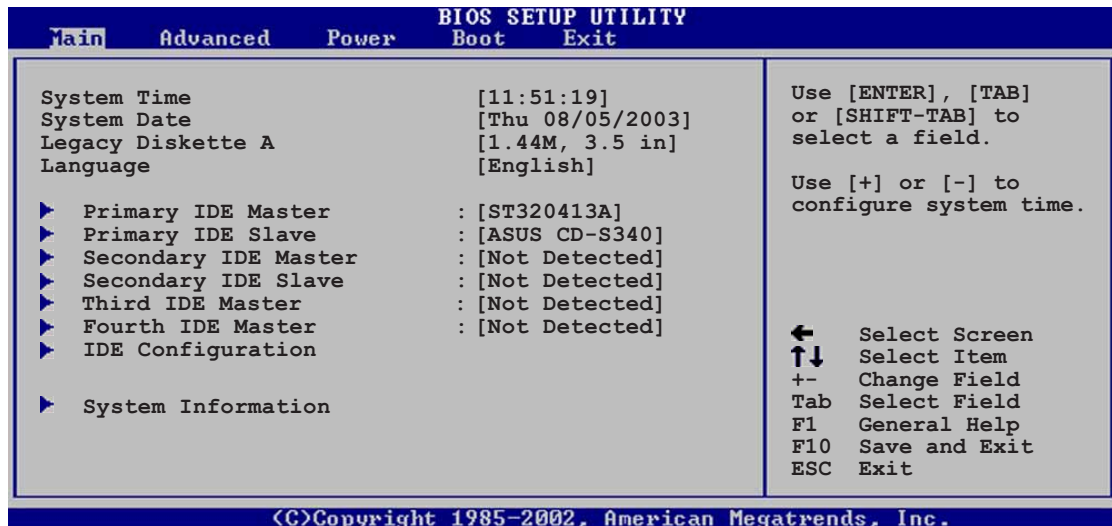 BIOS SETUP UTILITY
Main Advanced Power Boot Exit
System Time [11:51:19]
System Date [Thu 08/05/2003]
Legacy Diskette A [1.44M, 3.5 in]
Language [English]
Primary IDE Master : [ST320413A]
Primary IDE Slave : [ASUS CD-S340]
Secondary IDE Master : [Not Detected]
Secondary IDE Slave : [Not Detected]
Third IDE Master : [Not Detected]
Fourth IDE Master : [Not Detected]
IDE Configuration
System Information
Use [ENTER], [TAB]
or [SHIFT-TAB] to
select a field.
Use [+] or [-] to
configure system time.
← Select Screen
↑↓ Select Item
+- Change Field
Tab Select Field
F1 General Help
F10 Save and Exit
ESC Exit
(C)Copyright 1985-2002, American Megatrends, Inc.